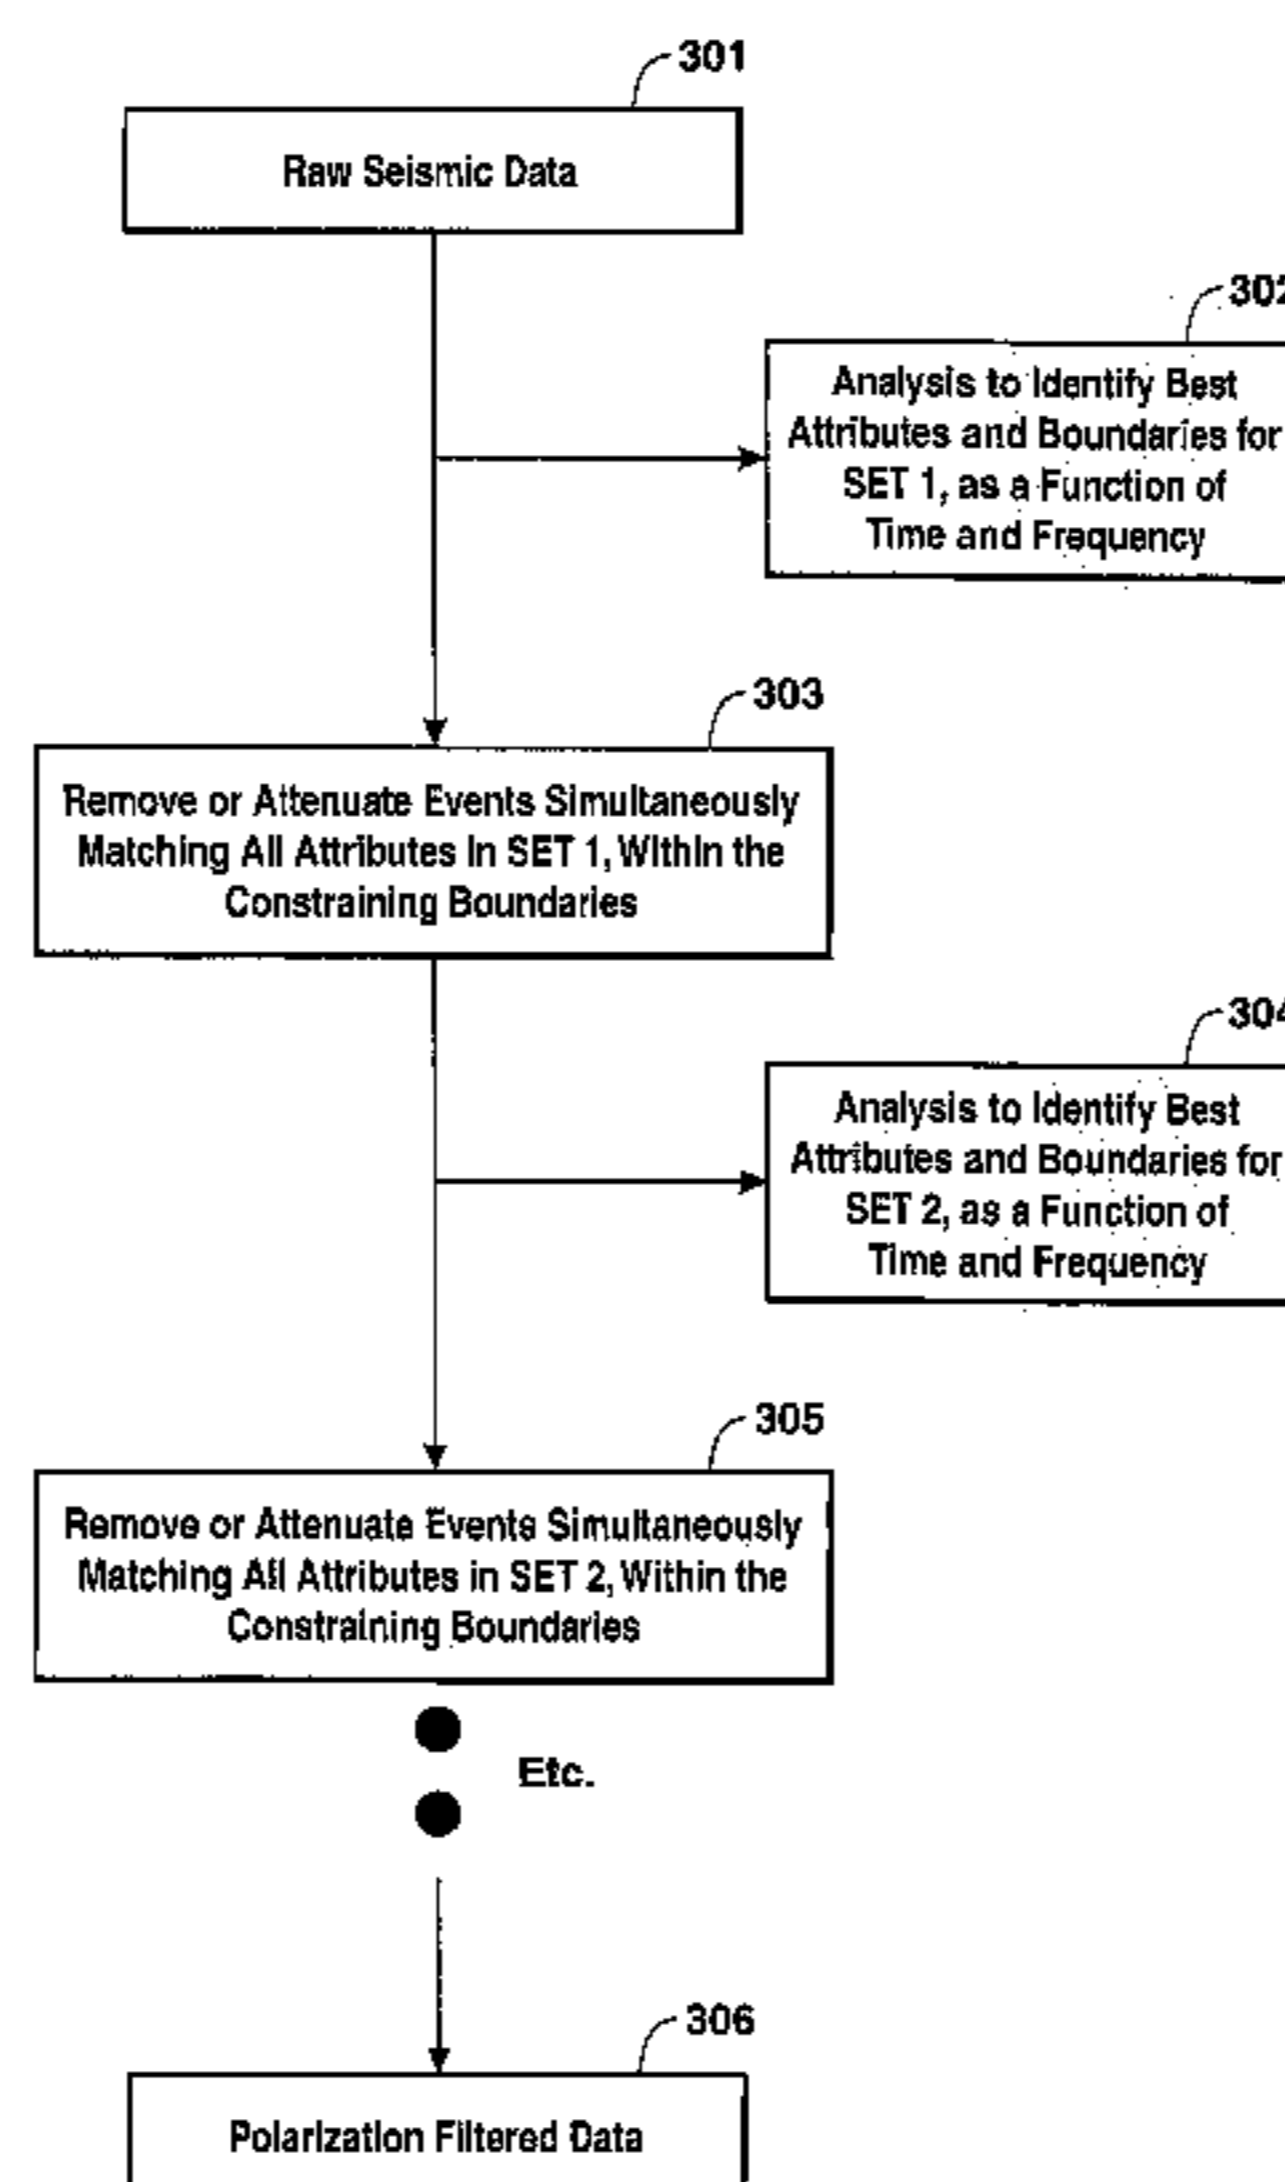 301
Raw Seismic Data
302
Analysis to Identify Best
Attributes and Boundaries for
SET 1, as a Function of
Time and Frequency
303
Remove or Attenuate Events Simultaneously
Matching All Attributes in SET 1, Within the
Constraining Boundaries
304
Analysis to Identify Best
Attributes and Boundaries for
SET 2, as a Function of
Time and Frequency
305
Remove or Attenuate Events Simultaneously
Matching All Attributes in SET 2, Within the
Constraining Boundaries
Etc.
306
Polarization Filtered Data